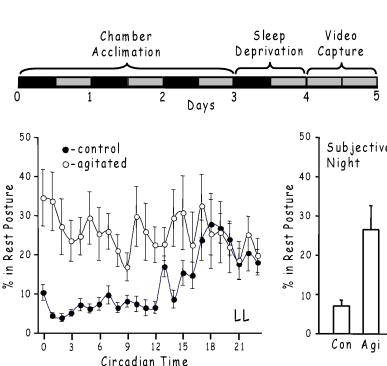 Chamber
Acclimation
Sleep
Deprivation
Video
Capture
0 1 2 3 4 5
Days
50
40
30
20
10
0
% in Rest Posture
-control
-agitated
LL
0 3 6 9 12 15 18 21
Circadian Time
50
40
30
20
10
0
% in Rest Posture
Subjective
Night
Con Agi